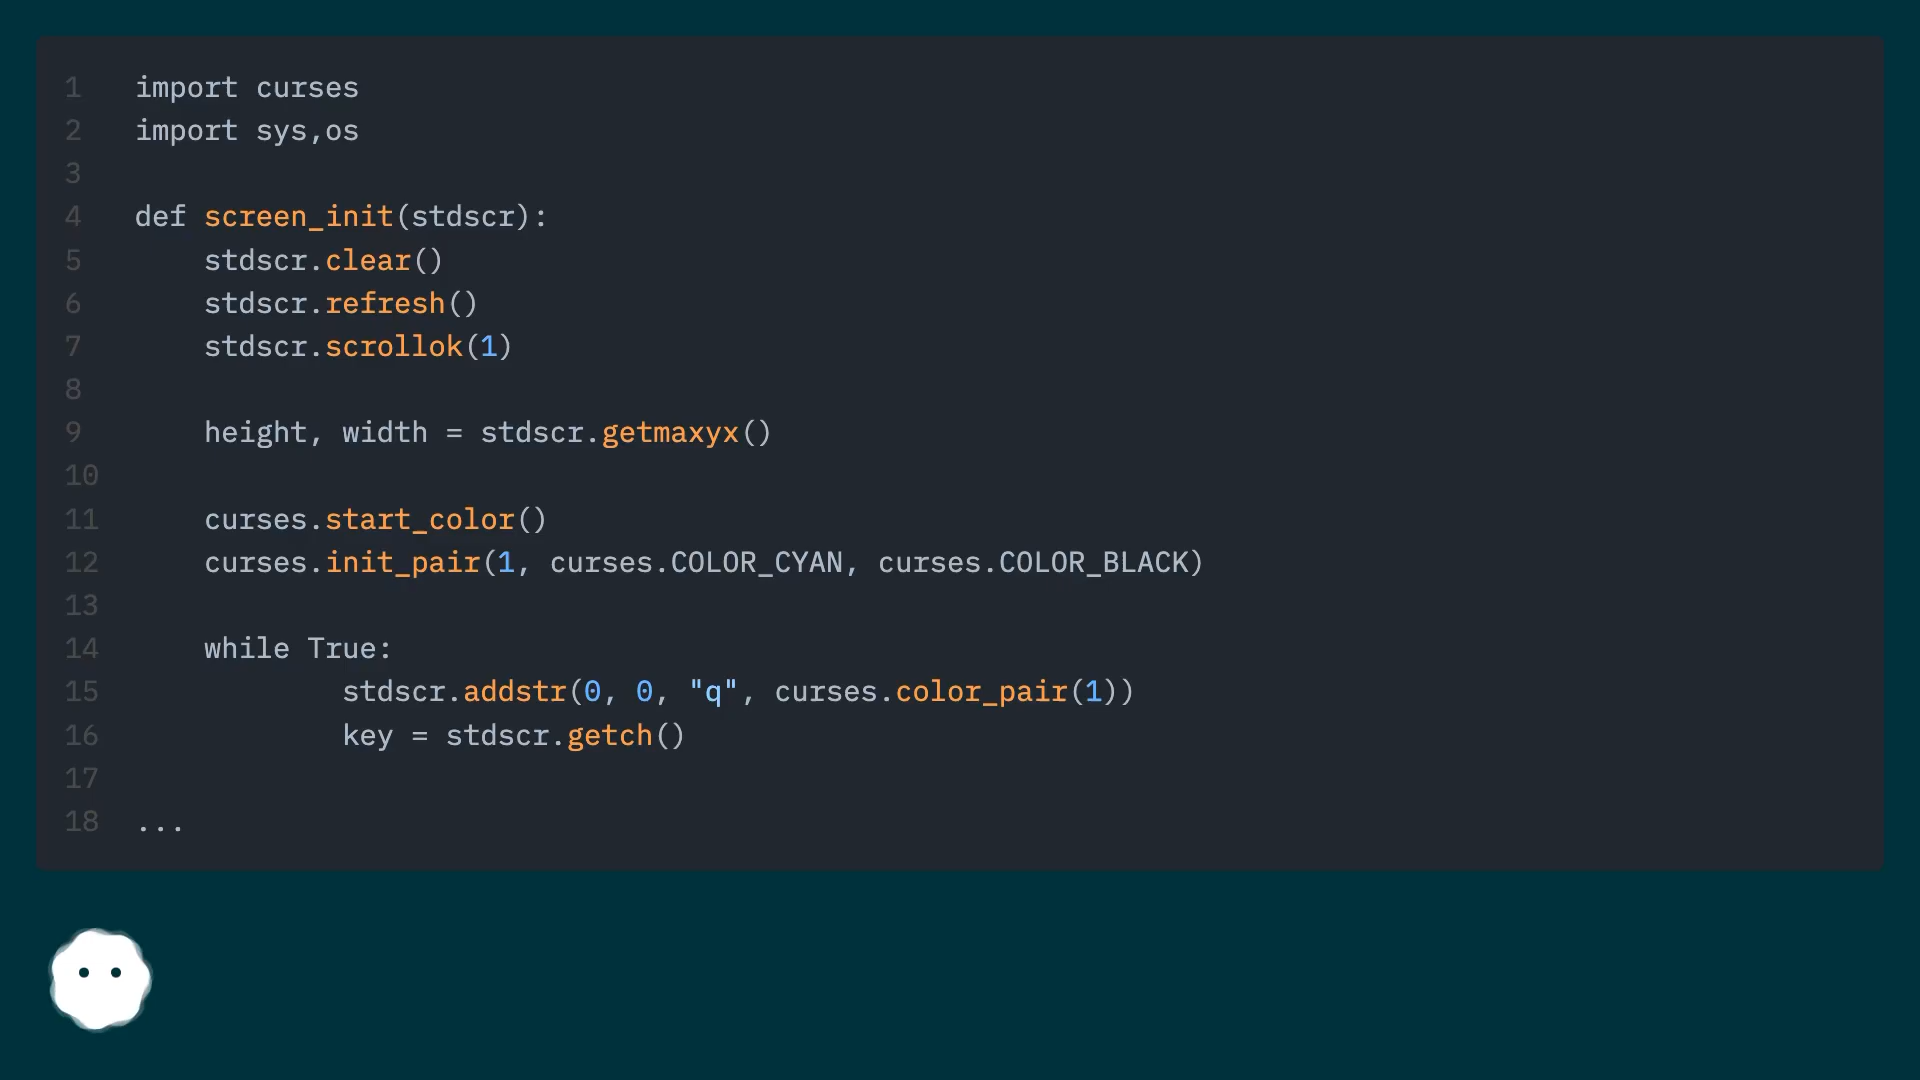 1 import curses
2 import sys,os
3
4 def screen_init(stdscr):
5     stdscr.clear()
6     stdscr.refresh()
7     stdscr.scrollok(1)
8
9     height, width = stdscr.getmaxyx()
10
11     curses.start_color()
12     curses.init_pair(1, curses.COLOR_CYAN, curses.COLOR_BLACK)
13
14     while True:
15             stdscr.addstr(0, 0, "q", curses.color_pair(1))
16             key = stdscr.getch()
17
18 ...